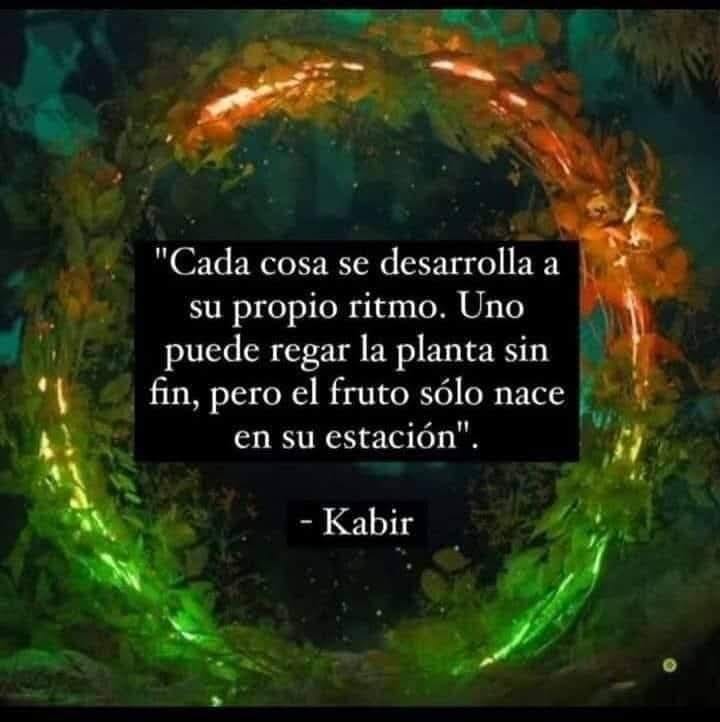 "Cada cosa se desarrolla a
su propio ritmo. Uno
puede regar la planta sin
fin, pero el fruto sólo nace
en su estación".
- Kabir